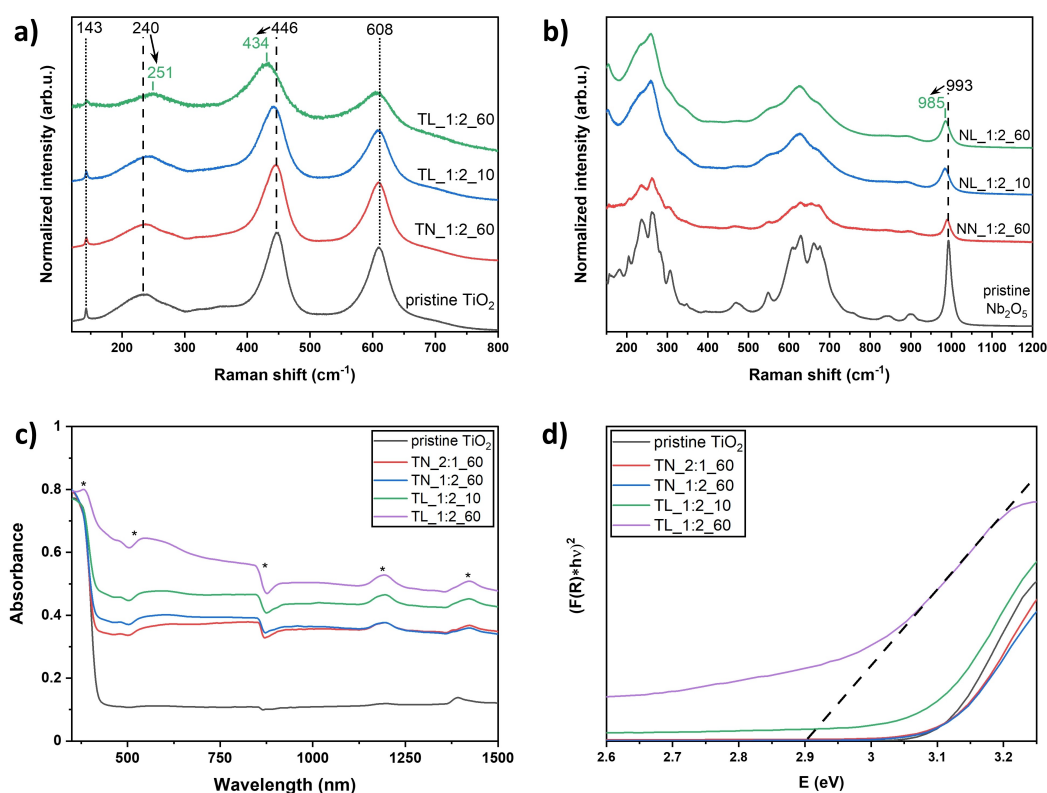 a)
143 240 446 608
434
251
TL_1:2_60
TL_1:2_10
TN_1:2_60
pristine TiO₂
Normalized intensity (arb.u.)
200 300 400 500 600 700 800
Raman shift (cm⁻¹)
b)
993
985
NL_1:2_60
NL_1:2_10
NN_1:2_60
pristine
Nb₂O₅
Normalized intensity (arb.u.)
200 300 400 500 600 700 800 900 1000 1100 1200
Raman shift (cm⁻¹)
c)
pristine TiO₂
TN_2:1_60
TN_1:2_60
TL_1:2_10
TL_1:2_60
* * * * *
1
0.8
0.6
0.4
0.2
0
Absorbance
500 750 1000 1250 1500
Wavelength (nm)
d)
pristine TiO₂
TN_2:1_60
TN_1:2_60
TL_1:2_10
TL_1:2_60
(F(R)*hν)²
2.6 2.7 2.8 2.9 3 3.1 3.2
E (eV)